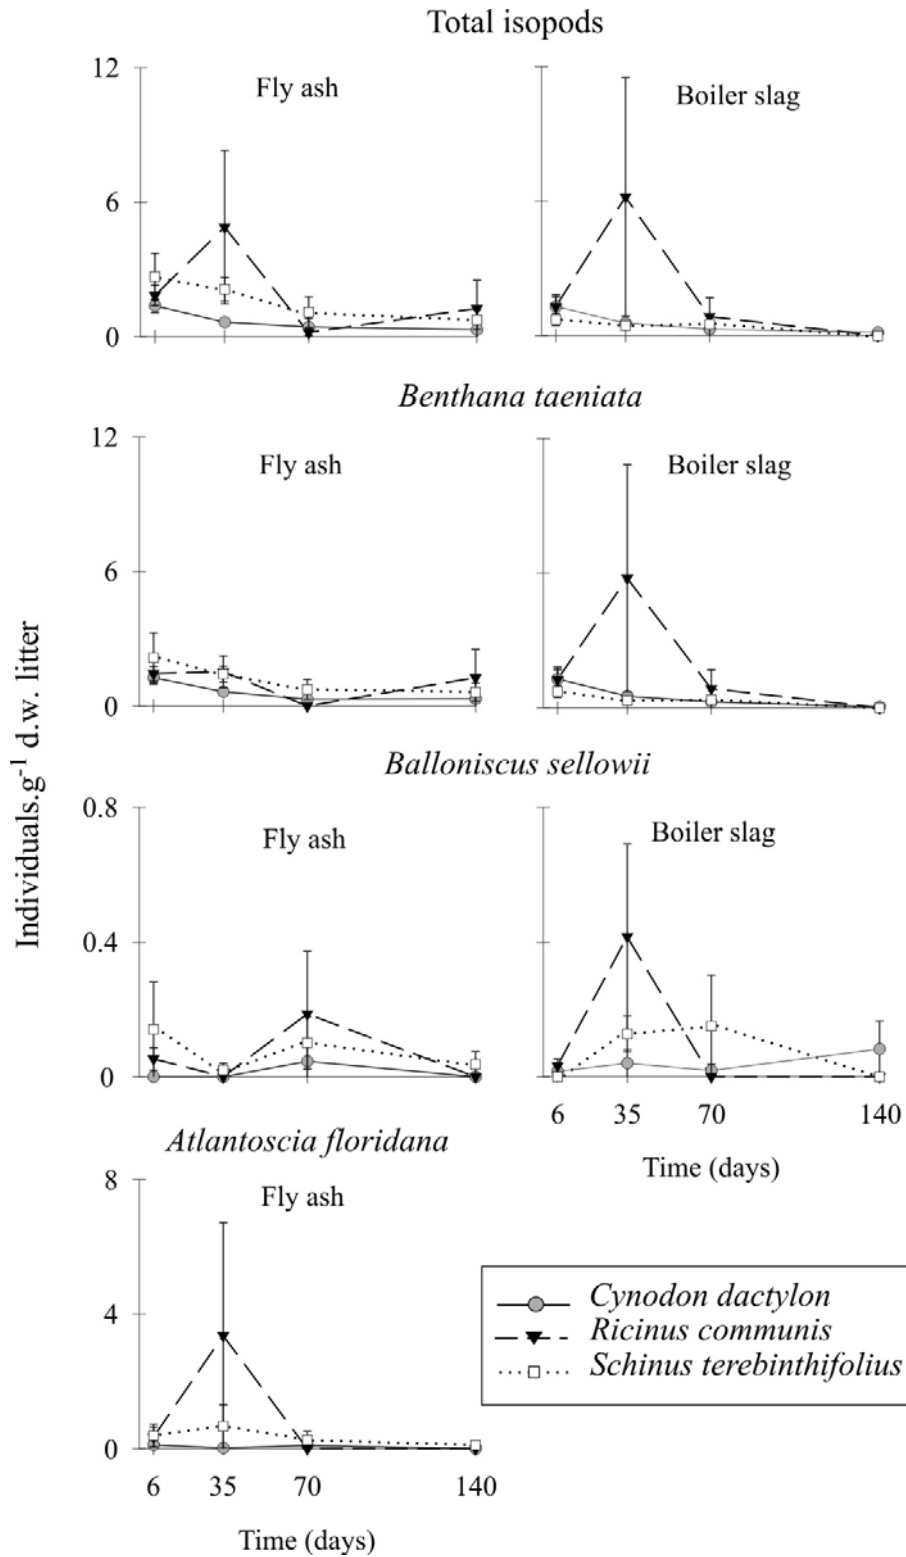 Total isopods
12
6
0
Fly ash
Boiler slag
Benthana taeniata
12
6
0
Fly ash
Boiler slag
Individuals.g⁻¹ d.w. litter
Balloniscus sellowii
0.8
0.4
0
Fly ash
Boiler slag
6 35 70 140
Time (days)
Atlantoscia floridana
8
4
0
Fly ash
6 35 70 140
Time (days)
Cynodon dactylon
Ricinus communis
Schinus terebinthifolius